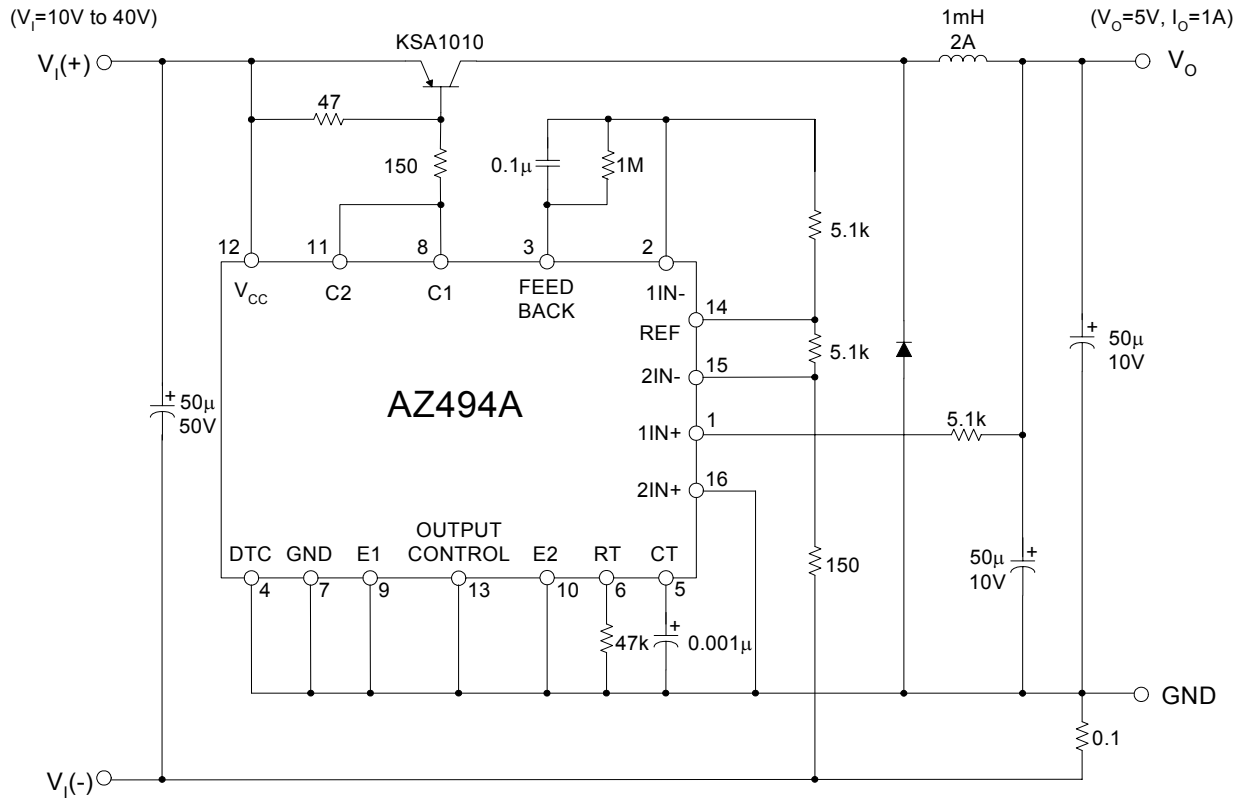 (V_I=10V to 40V)
1mH
2A
(V_O=5V, I_O=1A)
KSA1010
V_I(+)
V_O
47
150
0.1µ
1M
5.1k
12
11
8
3
2
V_CC
C2
C1
FEED
BACK
1IN-
14
REF
5.1k
15
2IN-
+
50µ
50V
AZ494A
+
50µ
10V
1
1IN+
5.1k
16
2IN+
DTC
GND
E1
OUTPUT
CONTROL
E2
RT
CT
4
7
9
13
10
6
5
150
+
50µ
10V
47k
+
0.001µ
GND
0.1
V_I(-)